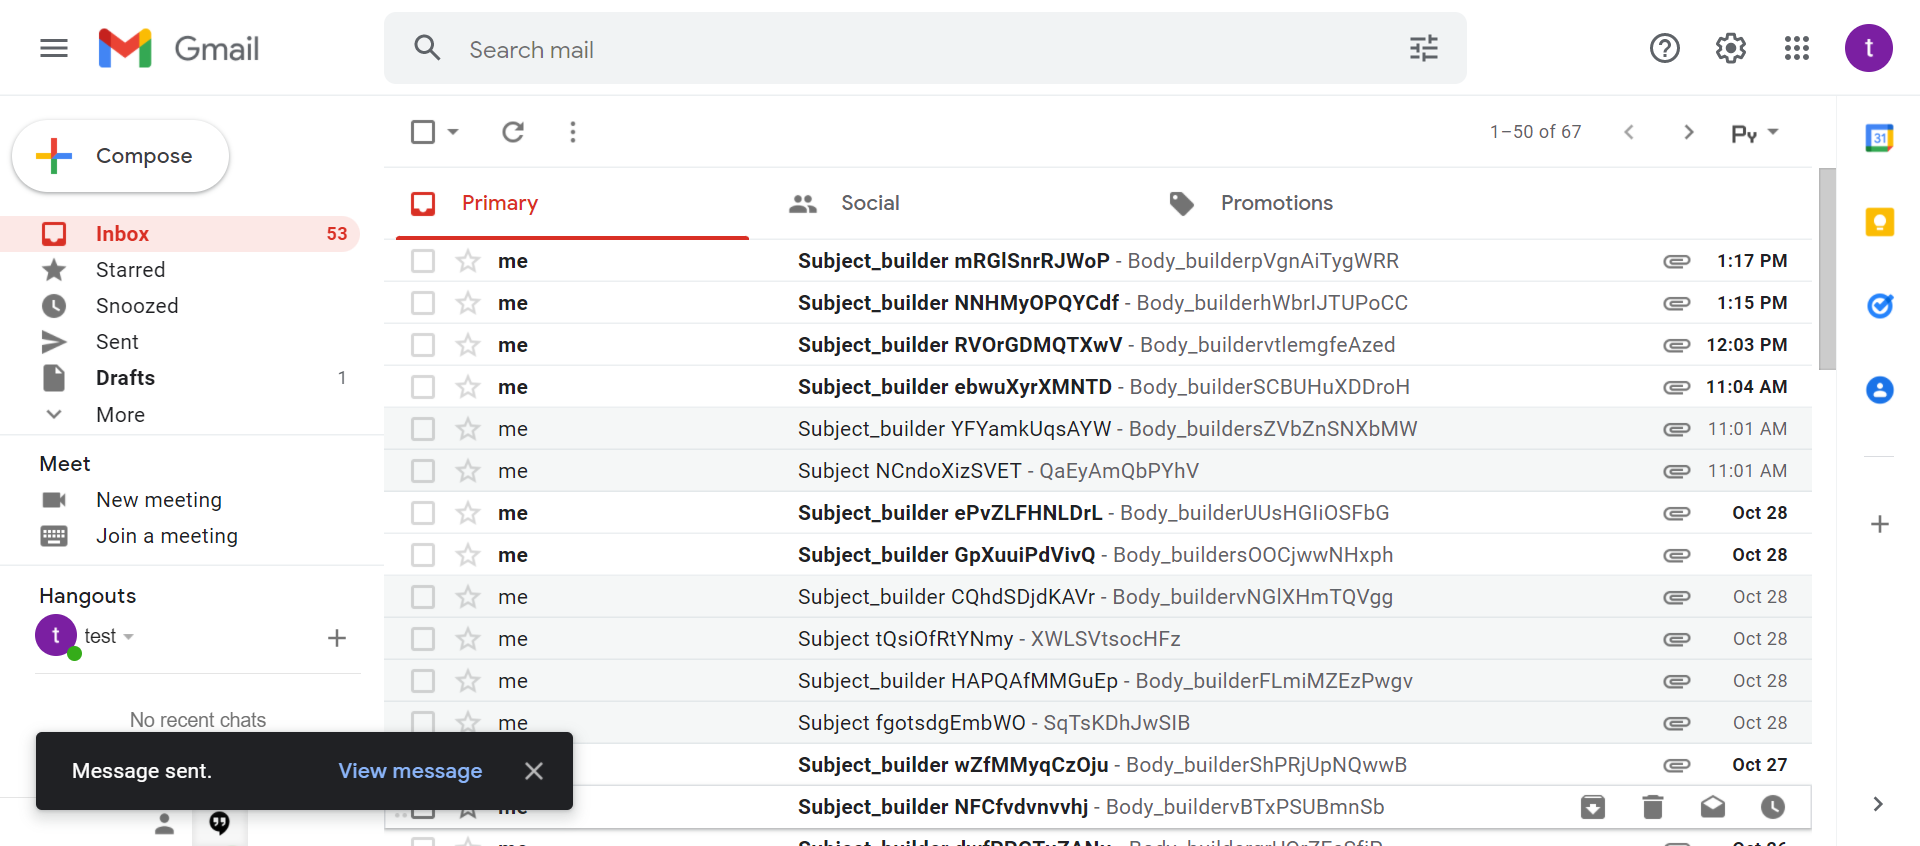 Gmail
Search mail
t
Compose
1–50 of 67
Py
31
Primary
Social
Promotions
Inbox 53
Starred
Snoozed
Sent
Drafts 1
More
Meet
New meeting
Join a meeting
Hangouts
t test
No recent chats
me Subject_builder mRGlSnrRJWoP - Body_builderpVgnAiTygWRR 1:17 PM
me Subject_builder NNHMyOPQYCdf - Body_builderhWbrIJTUPoCC 1:15 PM
me Subject_builder RVOrGDMQTXwV - Body_buildervtlemgfeAzed 12:03 PM
me Subject_builder ebwuXyrXMNTD - Body_builderSCBUHuXDDroH 11:04 AM
me Subject_builder YFYamkUqsAYW - Body_buildersZVbZnSNXbMW 11:01 AM
me Subject NCndoXizSVET - QaEyAmQbPYhV 11:01 AM
me Subject_builder ePvZLFHNLDrL - Body_builderUUsHGliOSFbG Oct 28
me Subject_builder GpXuuiPdVivQ - Body_buildersOOCjwwNHxph Oct 28
me Subject_builder CQhdSDjdKAVr - Body_buildervNGlXHmTQVgg Oct 28
me Subject tQsiOfRtYNmy - XWLSVtsocHFz Oct 28
me Subject_builder HAPQAfMMGuEp - Body_builderFLmiMZEzPwgv Oct 28
me Subject fgotsdgEmbWO - SqTsKDhJwSIB Oct 28
Subject_builder wZfMMyqCzOju - Body_builderShPRjUpNQwwB Oct 27
me Subject_builder NFCfvdvnvvhj - Body_buildervBTxPSUBmnSb
Message sent. View message